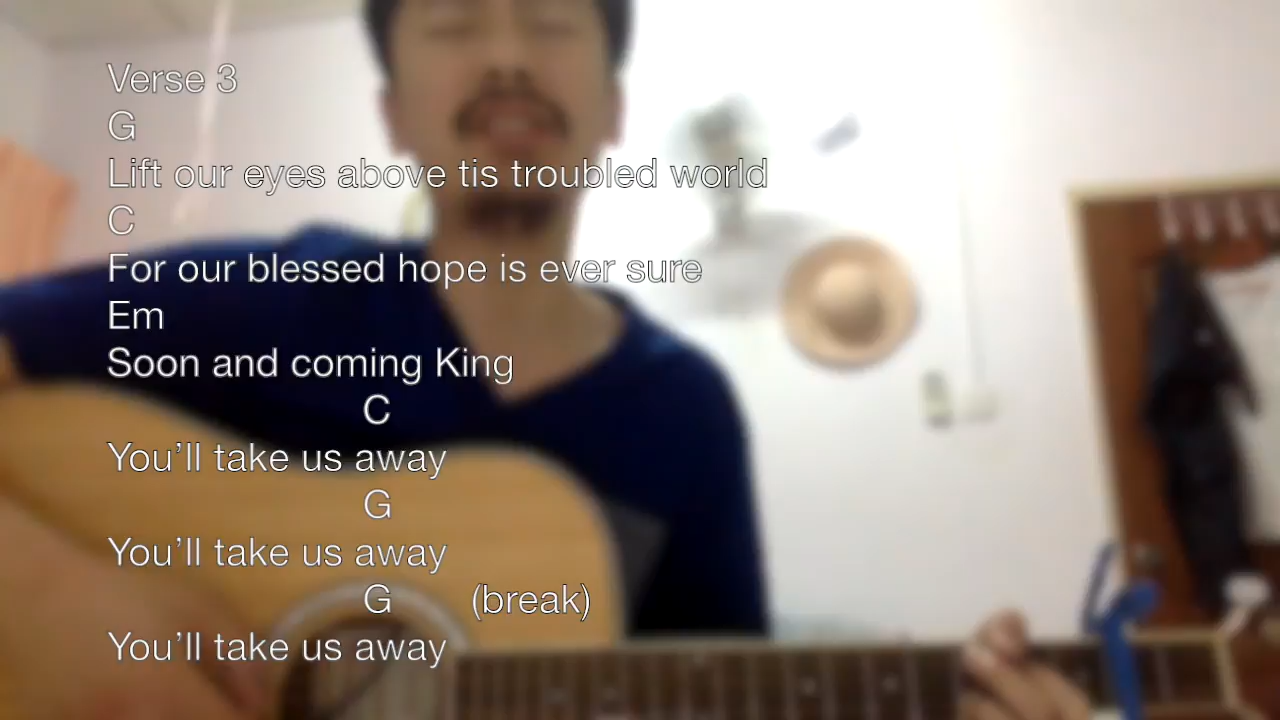 Verse 3
G
Lift our eyes above tis troubled world
C
For our blessed hope is ever sure
Em
Soon and coming King
C
You’ll take us away
G
You’ll take us away
G (break)
You’ll take us away